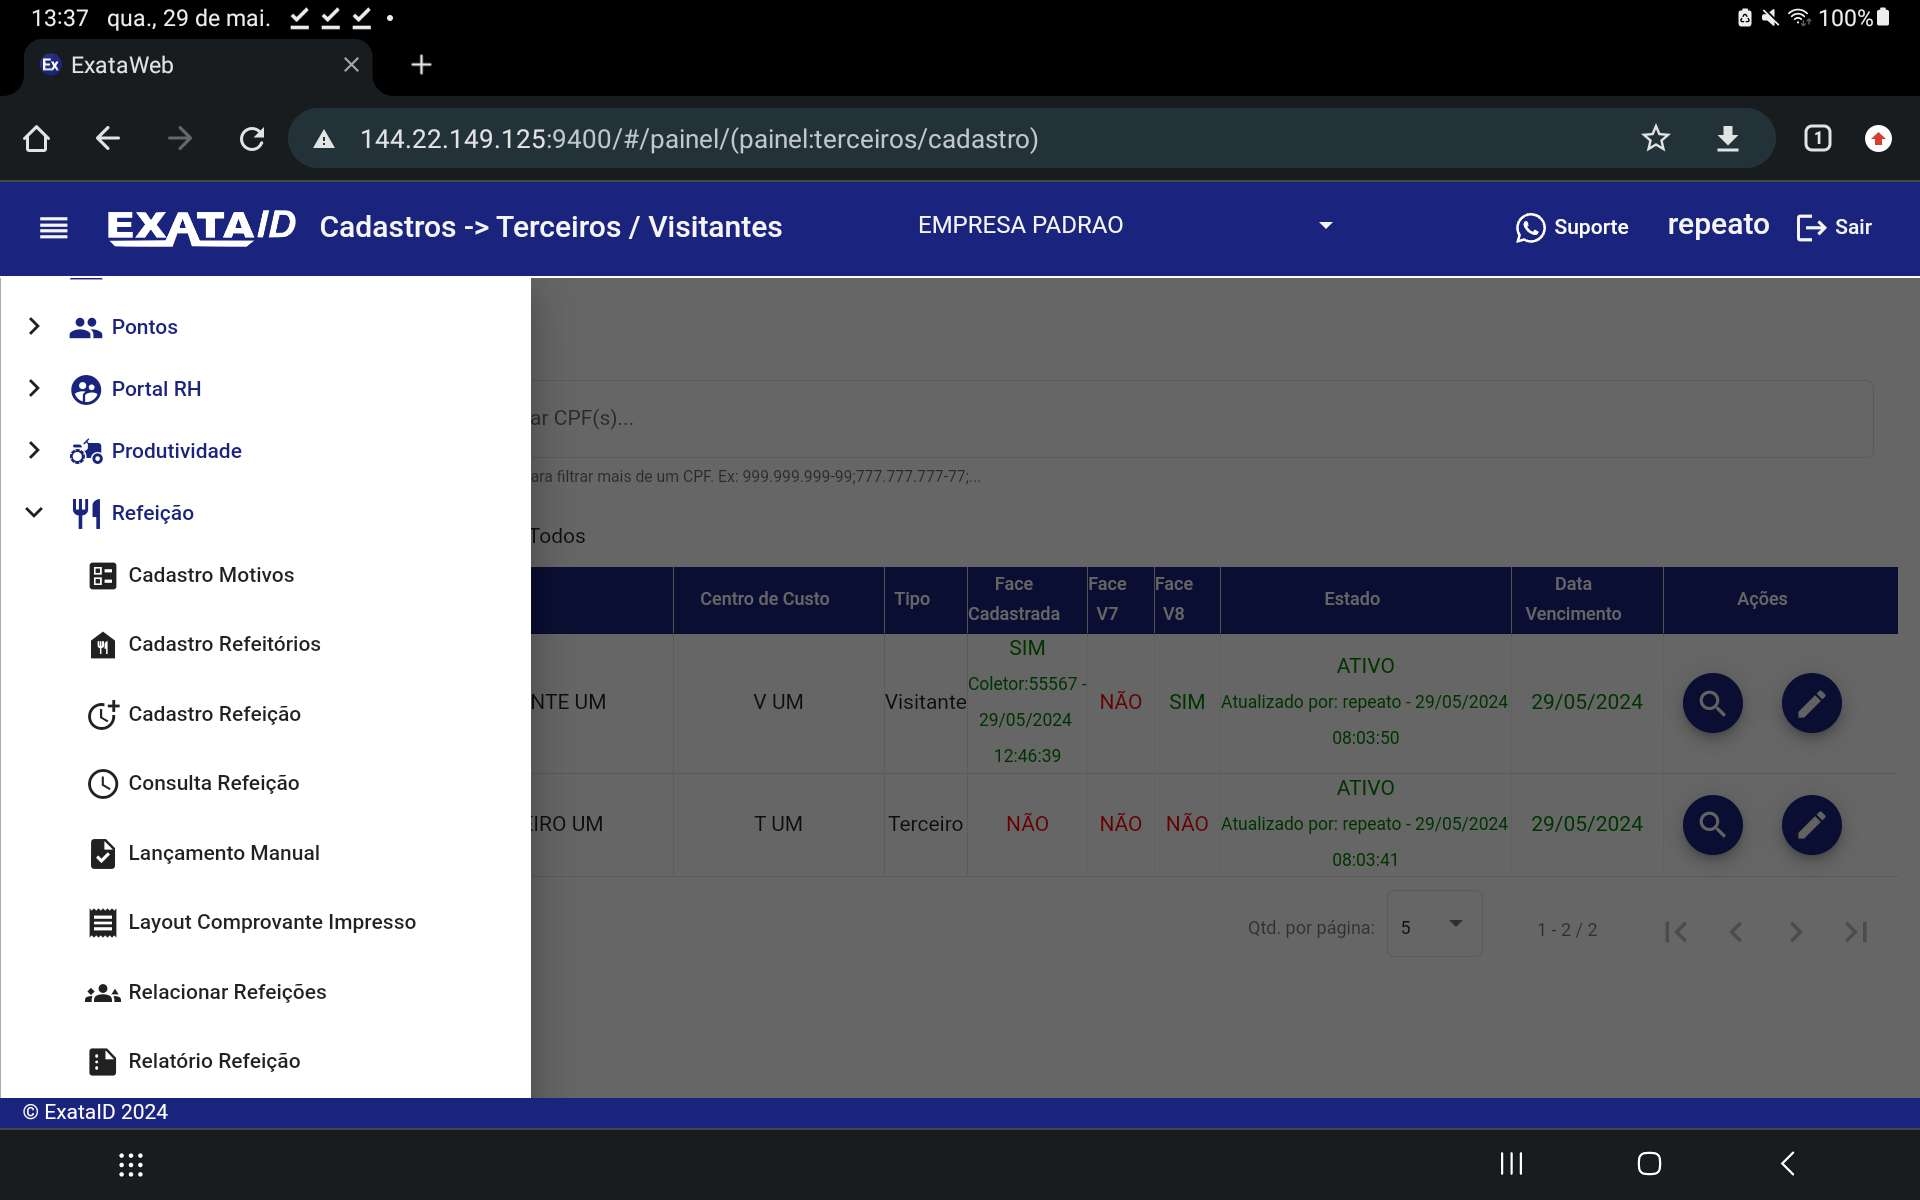 13:37 qua., 29 de mai. 100%
Ex ExataWeb
144.22.149.125:9400/#/painel/(painel:terceiros/cadastro) 1
EXATAID Cadastros -> Terceiros / Visitantes EMPRESA PADRAO Suporte repeato Sair
Pontos
Portal RH
Produtividade
Refeição
Cadastro Motivos
Cadastro Refeitórios
Cadastro Refeição
Consulta Refeição
Lançamento Manual
Layout Comprovante Impresso
Relacionar Refeições
Relatório Refeição
ar CPF(s)...
ara filtrar mais de um CPF. Ex: 999.999.999-99;777.777.777-77;...
Todos
Centro de Custo Tipo Face Cadastrada Face V7 Face V8 Estado Data Vencimento Ações
NTE UM V UM Visitante SIM Coletor:55567 - 29/05/2024 12:46:39 NÃO SIM ATIVO Atualizado por: repeato - 29/05/2024 08:03:50 29/05/2024
EIRO UM T UM Terceiro NÃO NÃO NÃO ATIVO Atualizado por: repeato - 29/05/2024 08:03:41 29/05/2024
Qtd. por página: 5 1 - 2 / 2
© ExataID 2024